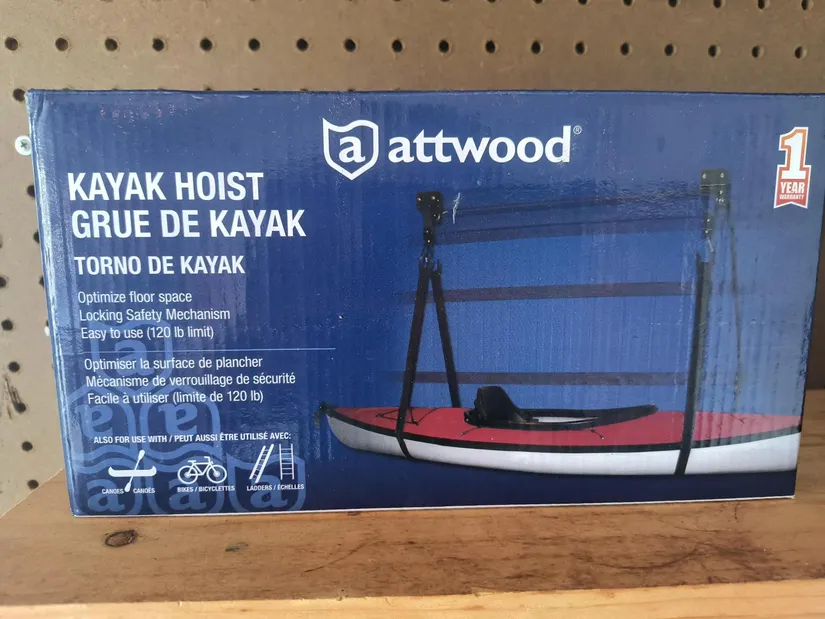 a attwood®
1
YEAR
WARRANTY
KAYAK HOIST
GRUE DE KAYAK
TORNO DE KAYAK
Optimize floor space
Locking Safety Mechanism
Easy to use (120 lb limit)
Optimiser la surface de plancher
Mécanisme de verrouillage de sécurité
Facile à utiliser (limite de 120 lb)
ALSO FOR USE WITH / PEUT AUSSI ÊTRE UTILISÉ AVEC:
CANOES CANOËS
BIKES / BICYCLETTES
LADDERS / ÉCHELLES